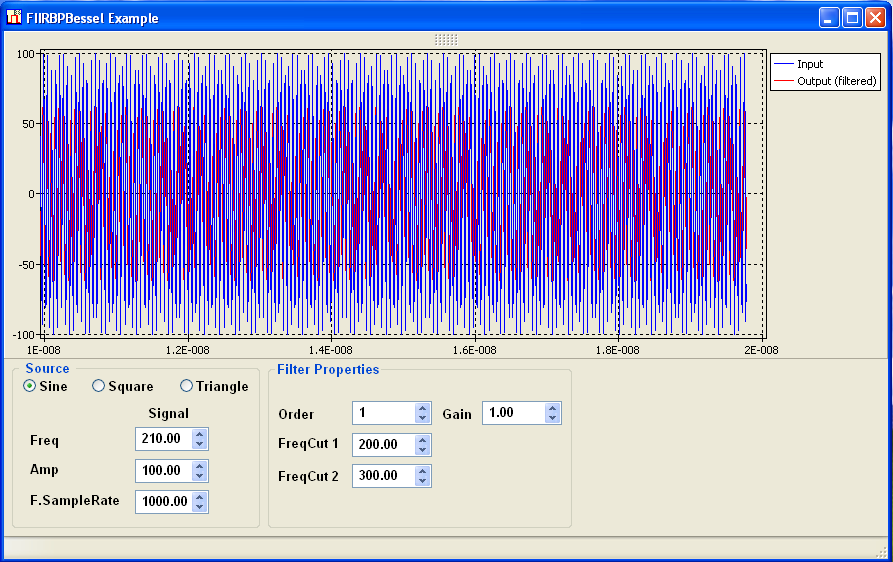 FIIRBPBessel Example
100
50
0
-50
-100
1E-008 1.2E-008 1.4E-008 1.6E-008 1.8E-008 2E-008
Input
Output (filtered)
Source
Sine Square Triangle
Signal
Freq 210.00
Amp 100.00
F.SampleRate 1000.00
Filter Properties
Order 1 Gain 1.00
FreqCut 1 200.00
FreqCut 2 300.00